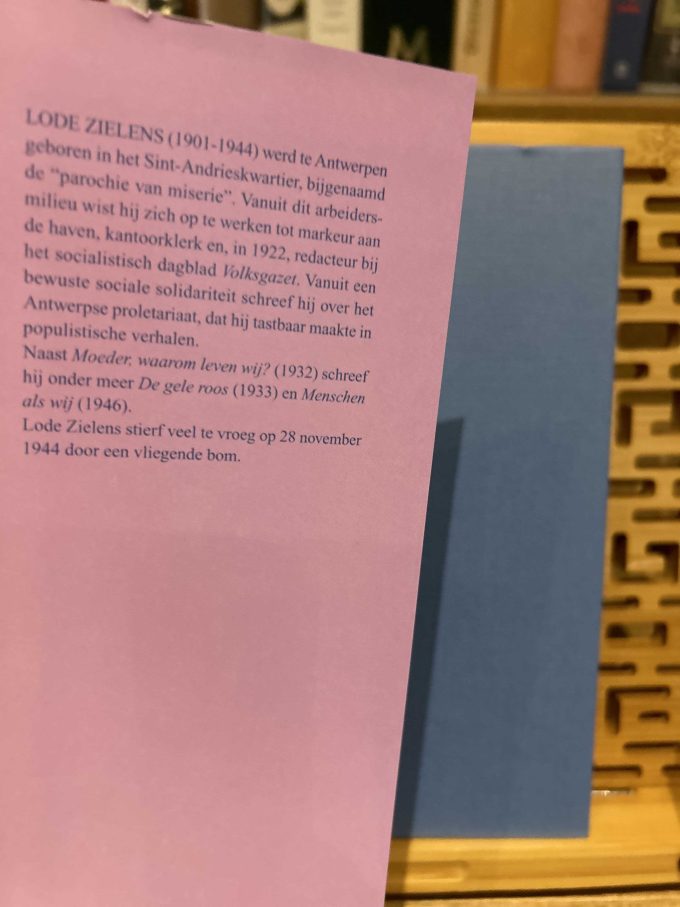 LODE ZIELENS (1901-1944) werd te Antwerpen
geboren in het Sint-Andrieskwartier, bijgenaamd
de “parochie van miserie”. Vanuit dit arbeiders-
milieu wist hij zich op te werken tot markeur aan
de haven, kantoorklerk en, in 1922, redacteur bij
het socialistisch dagblad Volksgazet. Vanuit een
bewuste sociale solidariteit schreef hij over het
Antwerpse proletariaat, dat hij tastbaar maakte in
populistische verhalen.
Naast Moeder, waarom leven wij? (1932) schreef
hij onder meer De gele roos (1933) en Menschen
als wij (1946).
Lode Zielens stierf veel te vroeg op 28 november
1944 door een vliegende bom.
M